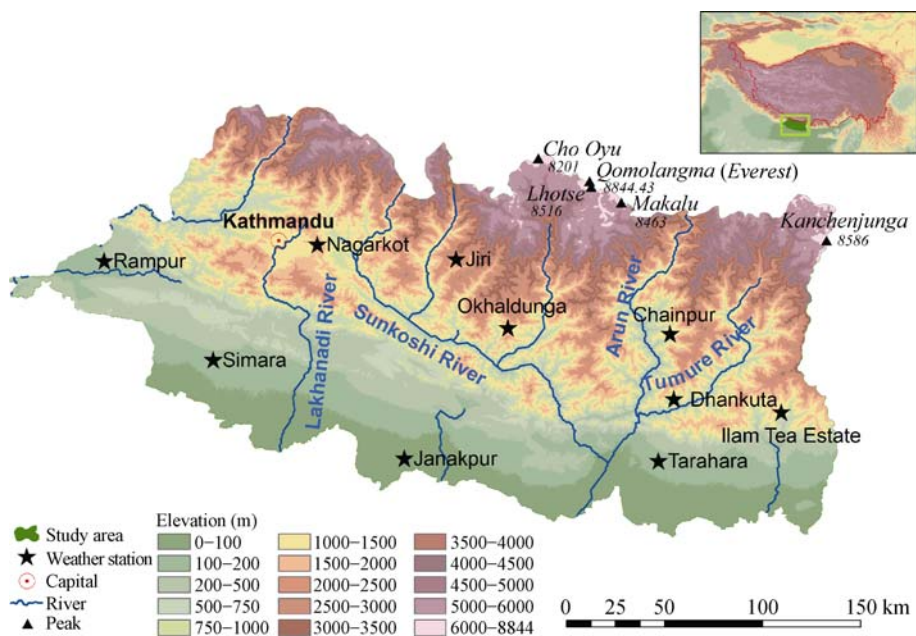 Cho Oyu
8201
Qomolangma (Everest)
8844.43
Lhotse
8516
Makalu
8463
Kanchenjunga
8586
Kathmandu
Nagarkot
Rampur
Jiri
Okhaldunga
Chainpur
Simara
Dhankuta
Ilam Tea Estate
Janakpur
Tarahara
Lakhanadi River
Sunkoshi River
Arun River
Tumure River
Study area
Weather station
Capital
River
Peak
Elevation (m)
0–100
100–200
200–500
500–750
750–1000
1000–1500
1500–2000
2000–2500
2500–3000
3000–3500
3500–4000
4000–4500
4500–5000
5000–6000
6000–8844
0 25 50 100 150 km